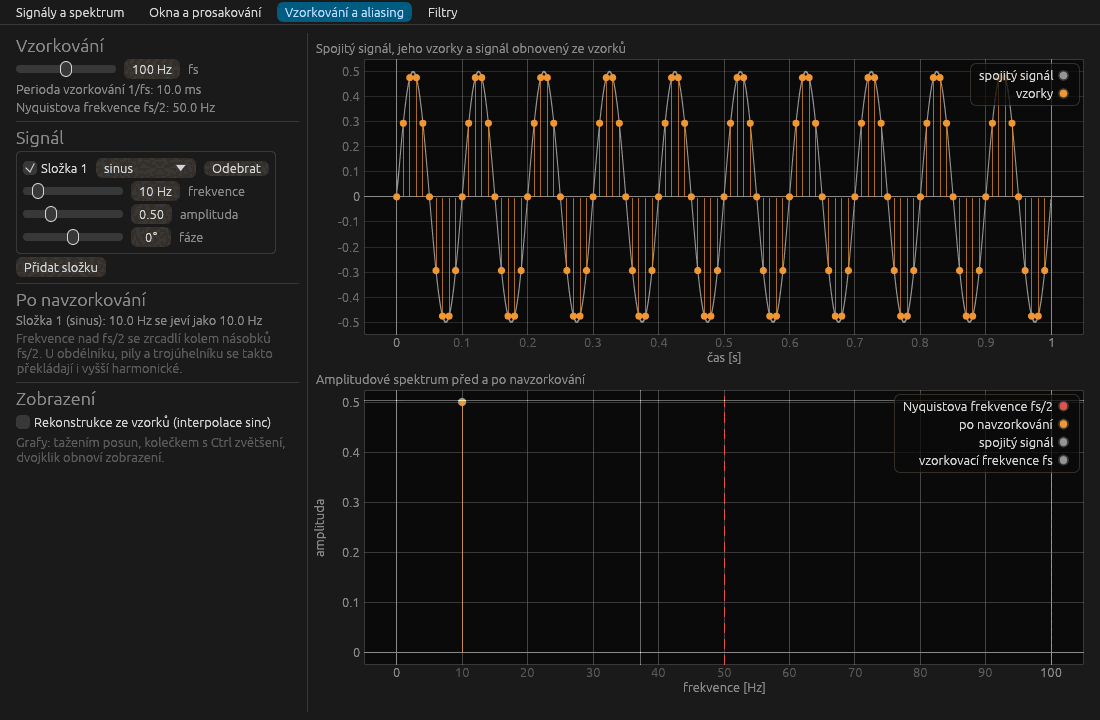 Signály a spektrum
Okna a prosakování
Vzorkování a aliasing
Filtry
Vzorkování
100 Hz fs
Perioda vzorkování 1/fs: 10.0 ms
Nyquistova frekvence fs/2: 50.0 Hz
Signál
Složka 1 sinus Odebrat
10 Hz frekvence
0.50 amplituda
0° fáze
Přidat složku
Po navzorkování
Složka 1 (sinus): 10.0 Hz se jeví jako 10.0 Hz
Frekvence nad fs/2 se zrcadlí kolem násobků
fs/2. U obdélníku, pily a trojúhelníku se takto
překládají i vyšší harmonické.
Zobrazení
Rekonstrukce ze vzorků (interpolace sinc)
Grafy: tažením posun, kolečkem s Ctrl zvětšení,
dvojklik obnoví zobrazení.
Spojitý signál, jeho vzorky a signál obnovený ze vzorků
spojitý signál
vzorky
0.5
0.4
0.3
0.2
0.1
0
-0.1
-0.2
-0.3
-0.4
-0.5
0 0.1 0.2 0.3 0.4 0.5 0.6 0.7 0.8 0.9 1
čas [s]
Amplitudové spektrum před a po navzorkování
Nyquistova frekvence fs/2
po navzorkování
spojitý signál
vzorkovací frekvence fs
amplituda
0.5
0.4
0.3
0.2
0.1
0
0 10 20 30 40 50 60 70 80 90 100
frekvence [Hz]